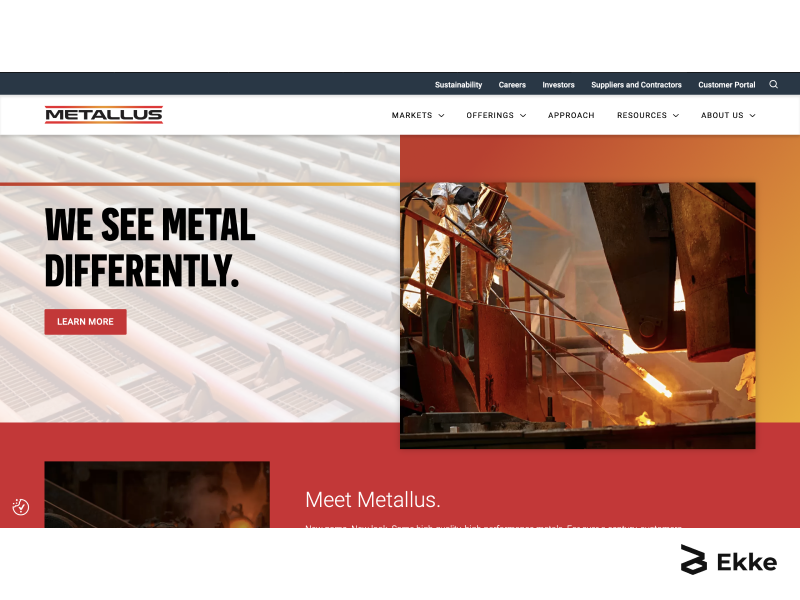 Sustainability Careers Investors Suppliers and Contractors Customer Portal
METALLUS
MARKETS OFFERINGS APPROACH RESOURCES ABOUT US
WE SEE METAL
DIFFERENTLY.
LEARN MORE
Meet Metallus.
New name. New look. Same high-quality, high-performance metals. For over a century, customers
Ekke